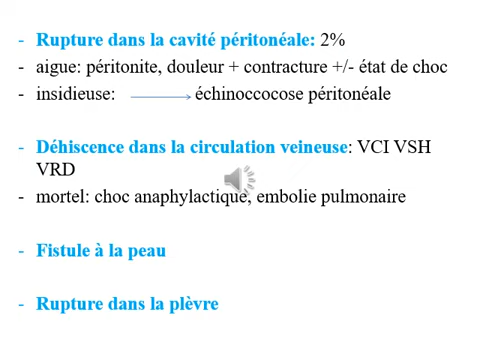 - Rupture dans la cavité péritonéale: 2%
- aigue: péritonite, douleur + contracture +/- état de choc
- insidieuse: échinoccocose péritonéale
- Déhiscence dans la circulation veineuse: VCI VSH
VRD
- mortel: choc anaphylactique, embolie pulmonaire
- Fistule à la peau
- Rupture dans la plèvre